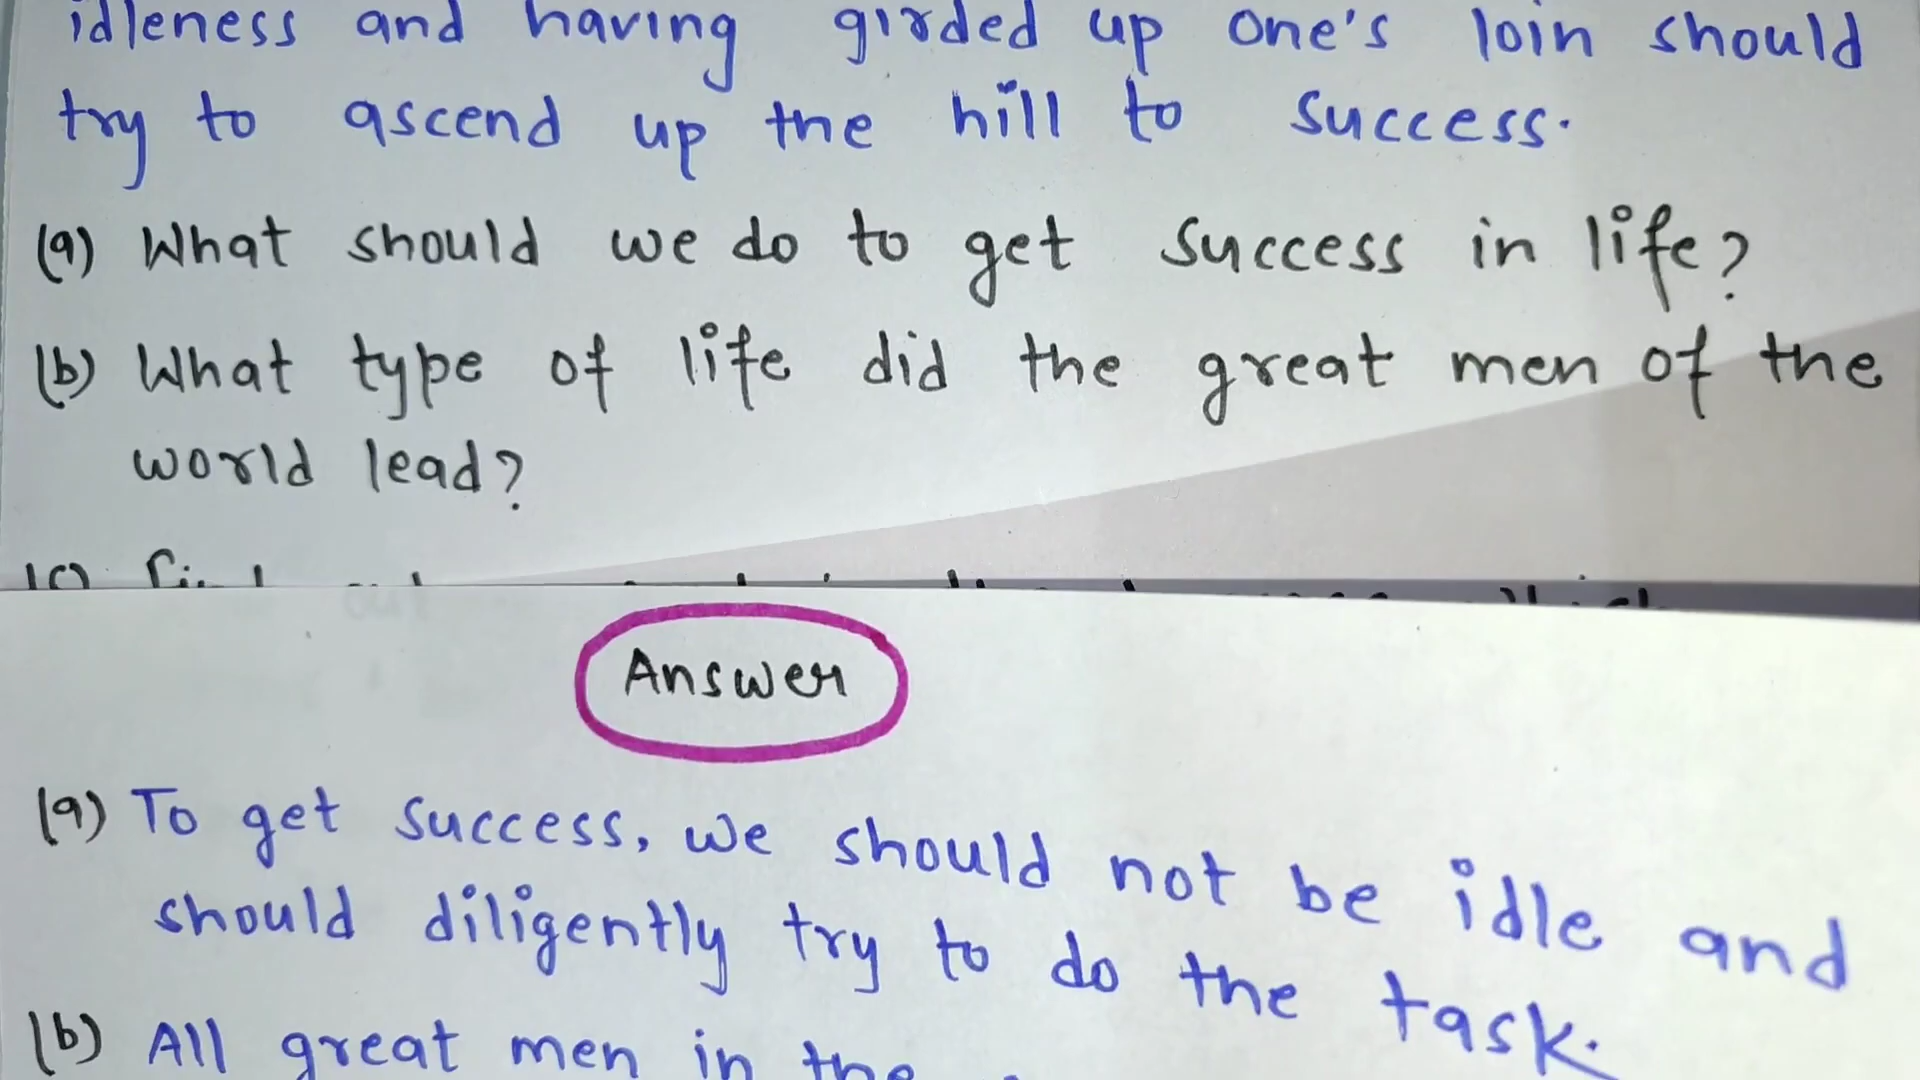 idleness and having girded up one's loin should
try to ascend up the hill to success.
(a) What should we do to get success in life?
(b) What type of life did the great men of the
world lead?
(c)
Answer
(a) To get success, we should not be idle and
should diligently try to do the task.
(b) All great men in the